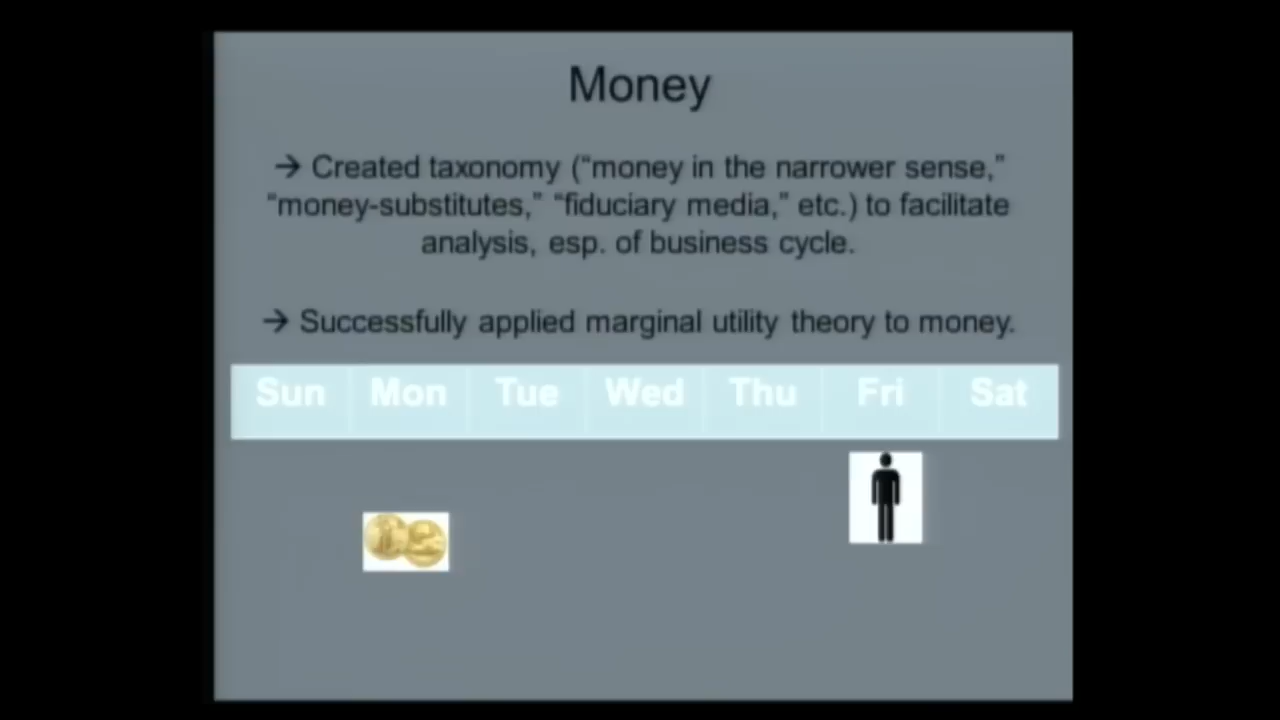 Money
→ Created taxonomy (“money in the narrower sense,”
“money-substitutes,” “fiduciary media,” etc.) to facilitate
analysis, esp. of business cycle.
→ Successfully applied marginal utility theory to money.
Sun Mon Tue Wed Thu Fri Sat